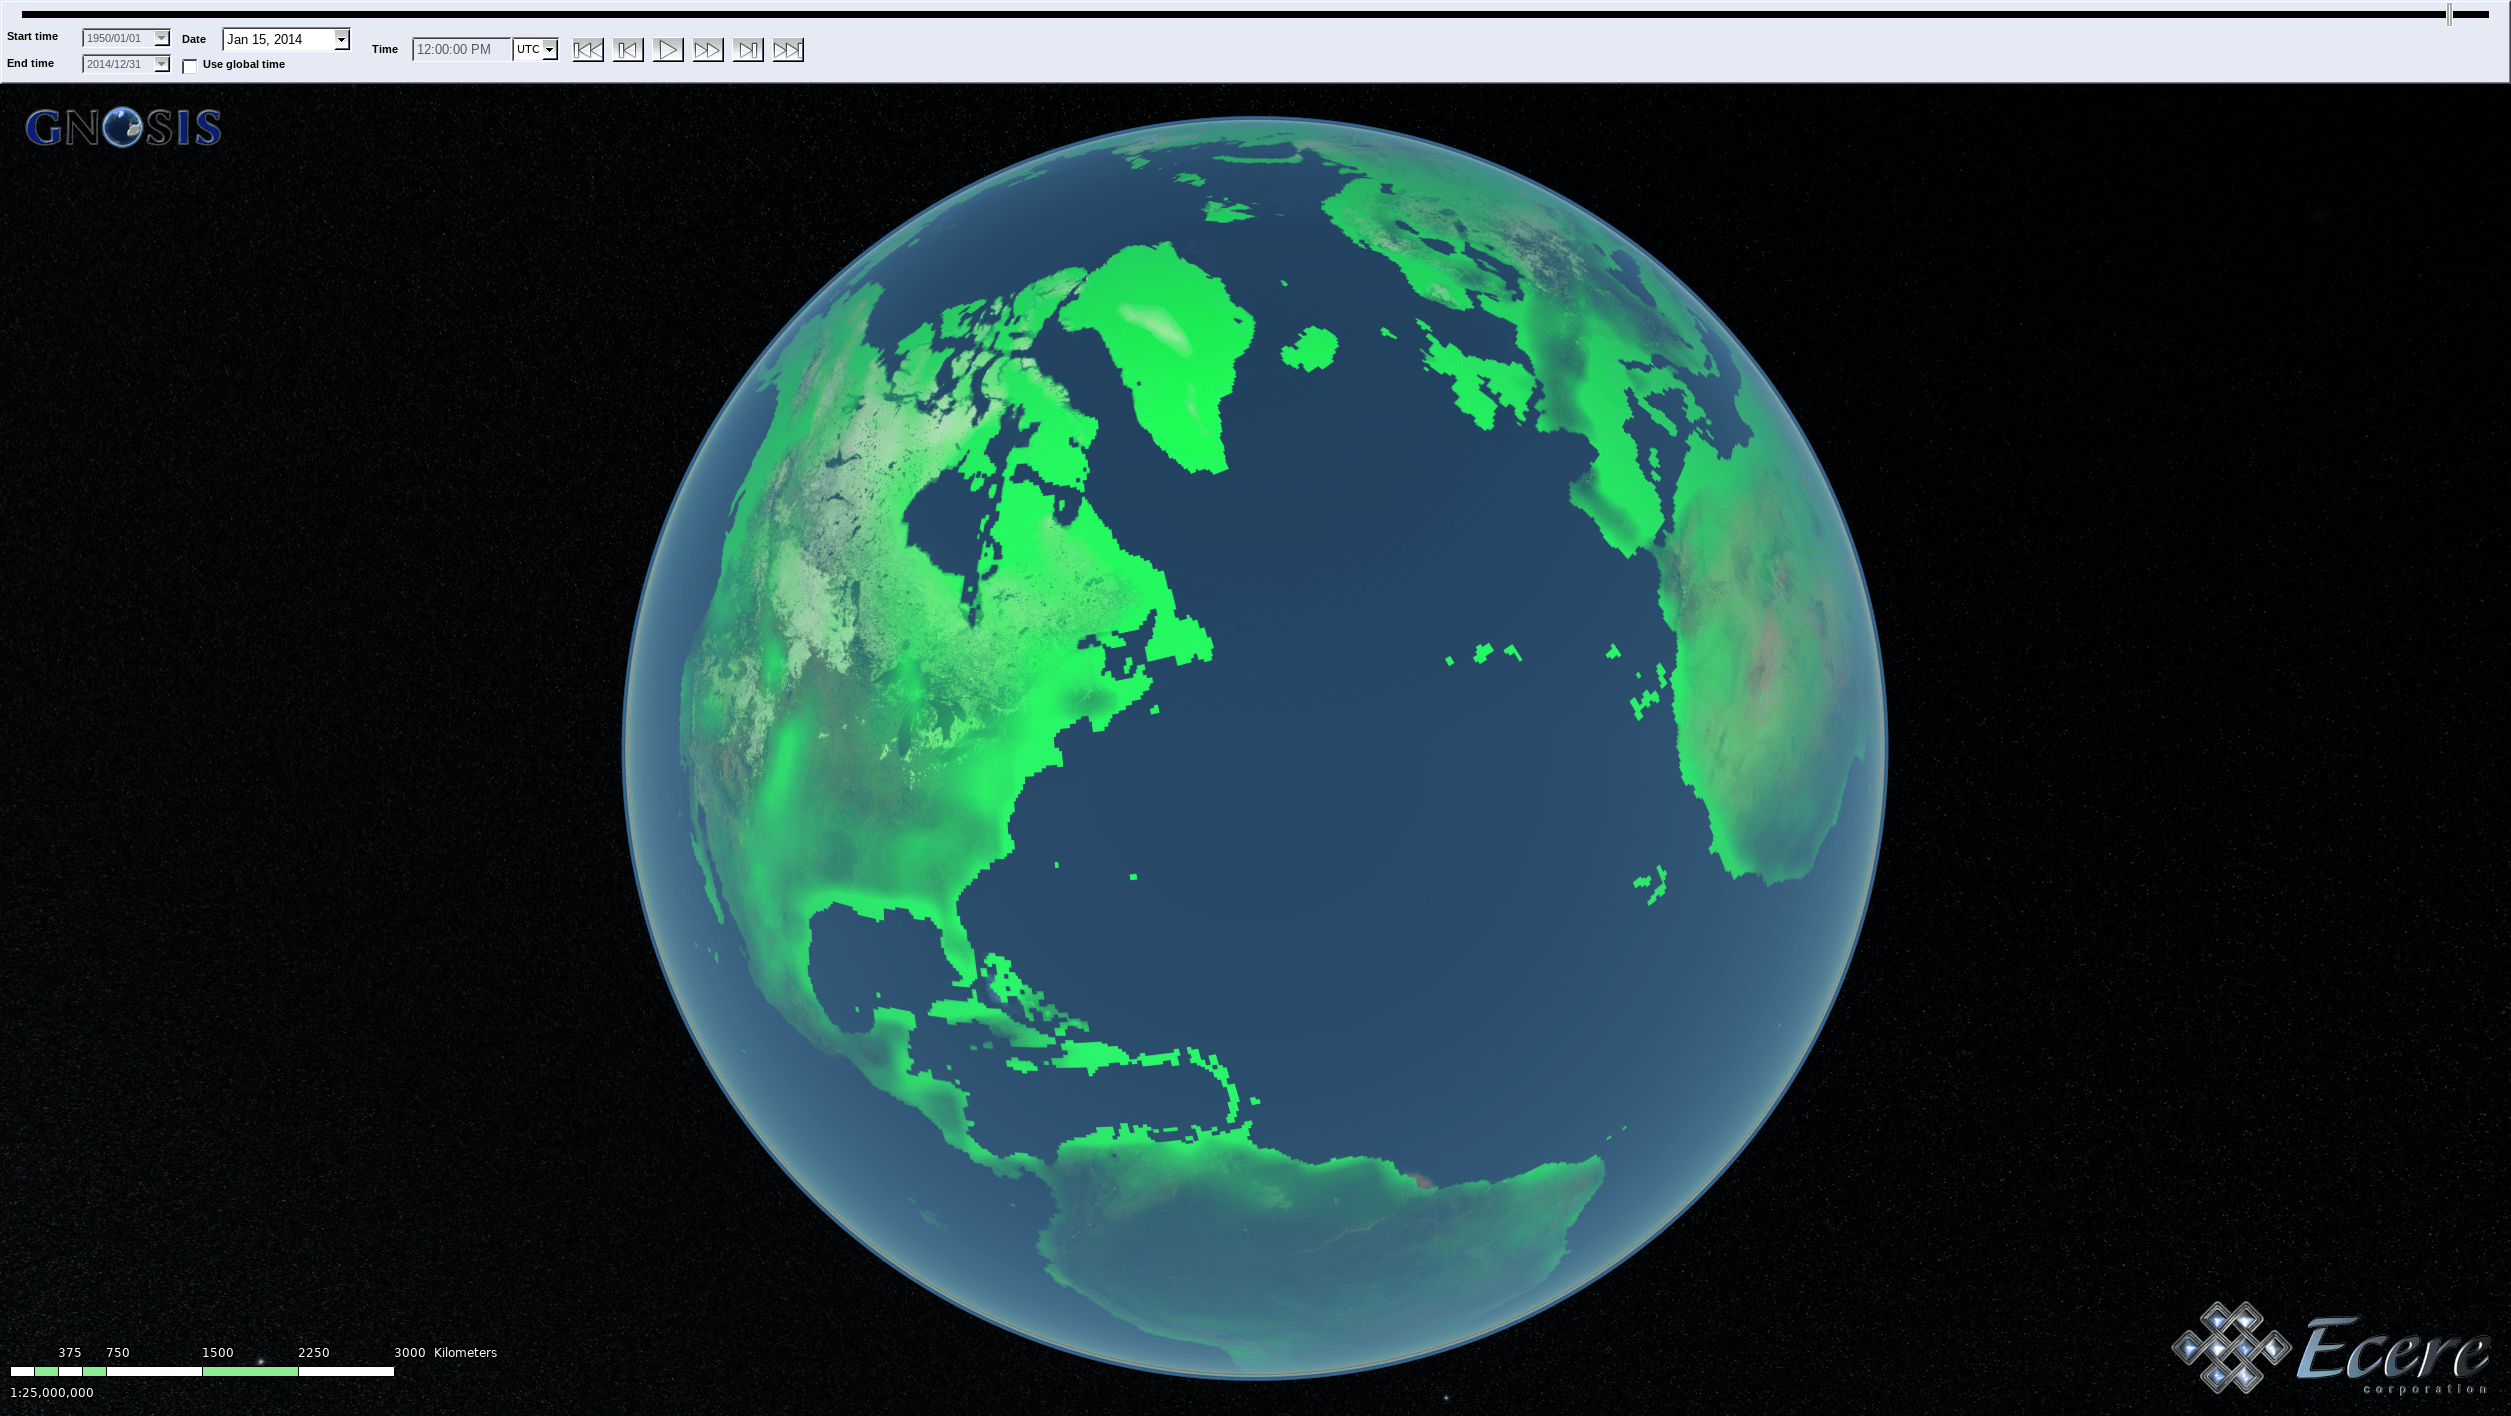 Start time 1950/01/01 Date Jan 15, 2014 Time 12:00:00 PM UTC
End time 2014/12/31 Use global time
GNOSIS
375 750 1500 2250 3000 Kilometers
1:25,000,000
Ecere
corporation